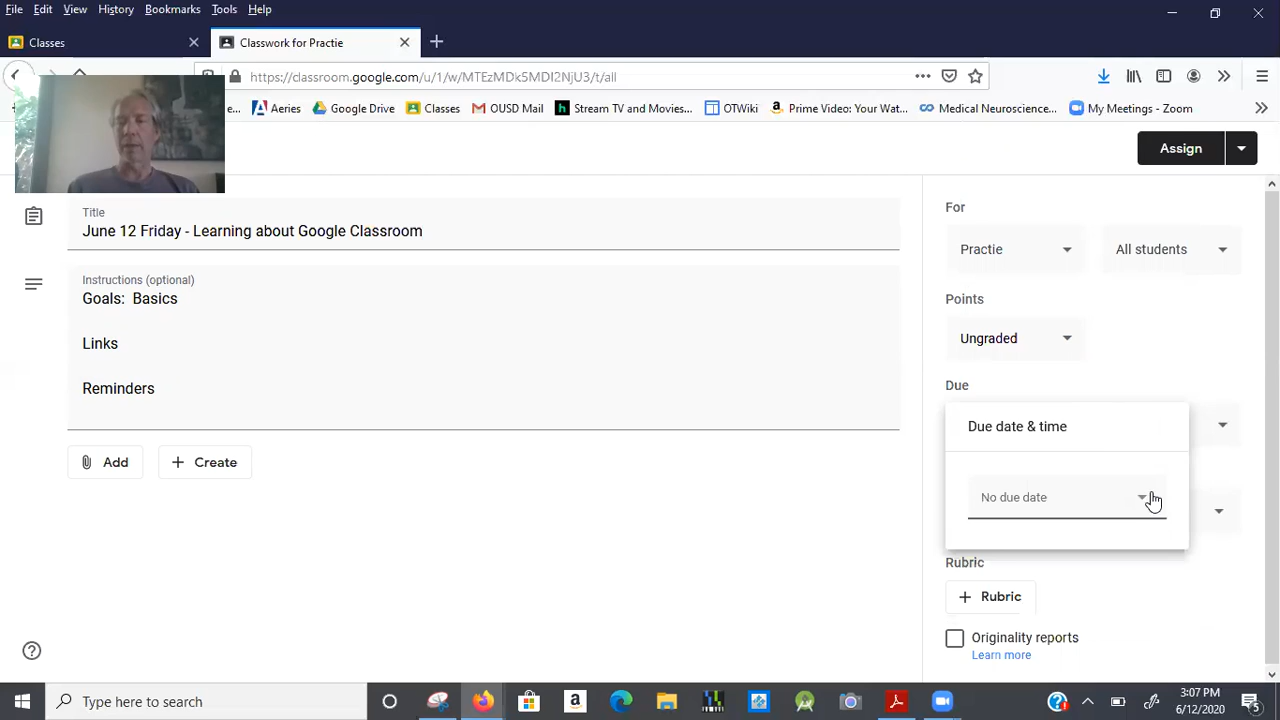 File Edit View History Bookmarks Tools Help
Classes
Classwork for Practie
https://classroom.google.com/u/1/w/MTEzMDk5MDI2NjU3/t/all
Aeries Google Drive Classes OUSD Mail Stream TV and Movies... OTWiki Prime Video: Your Wat... Medical Neuroscience... My Meetings - Zoom
Assign
Title
June 12 Friday - Learning about Google Classroom
Instructions (optional)
Goals: Basics
Links
Reminders
Add
Create
For
Practie
All students
Points
Ungraded
Due
Due date & time
No due date
Rubric
Rubric
Originality reports
Learn more
Type here to search
3:07 PM
6/12/2020
5